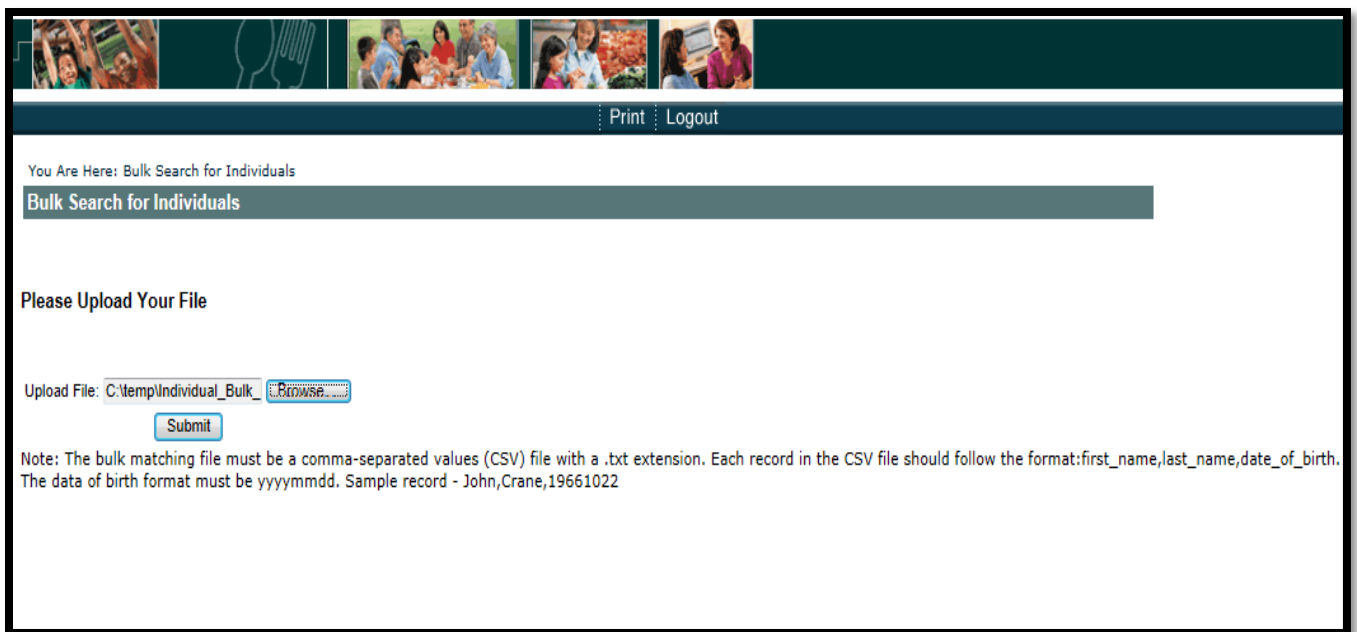 Print Logout
You Are Here: Bulk Search for Individuals
Bulk Search for Individuals
Please Upload Your File
Upload File: C:\temp\Individual_Bulk_ Browse......
Submit
Note: The bulk matching file must be a comma-separated values (CSV) file with a .txt extension. Each record in the CSV file should follow the format:first_name,last_name,date_of_birth.
The data of birth format must be yyyymmdd. Sample record - John,Crane,19661022